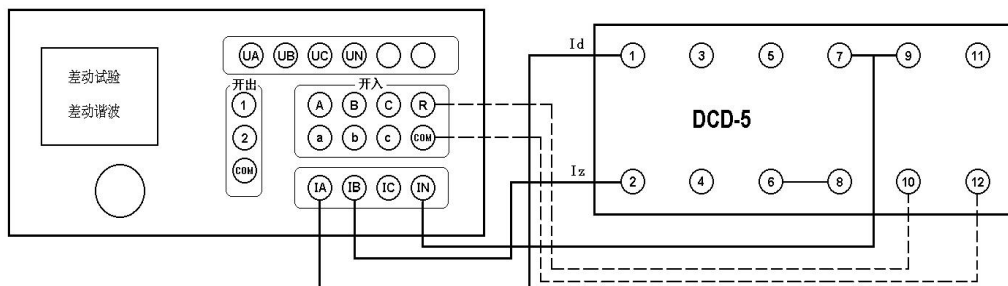 差动试验
差动谐波
UA UB UC UN
开出
1
2
COM
开入
A B C R
a b c COM
IA IB IC IN
Id
Iz
DCD-5
1 3 5 7 9 11
2 4 6 8 10 12